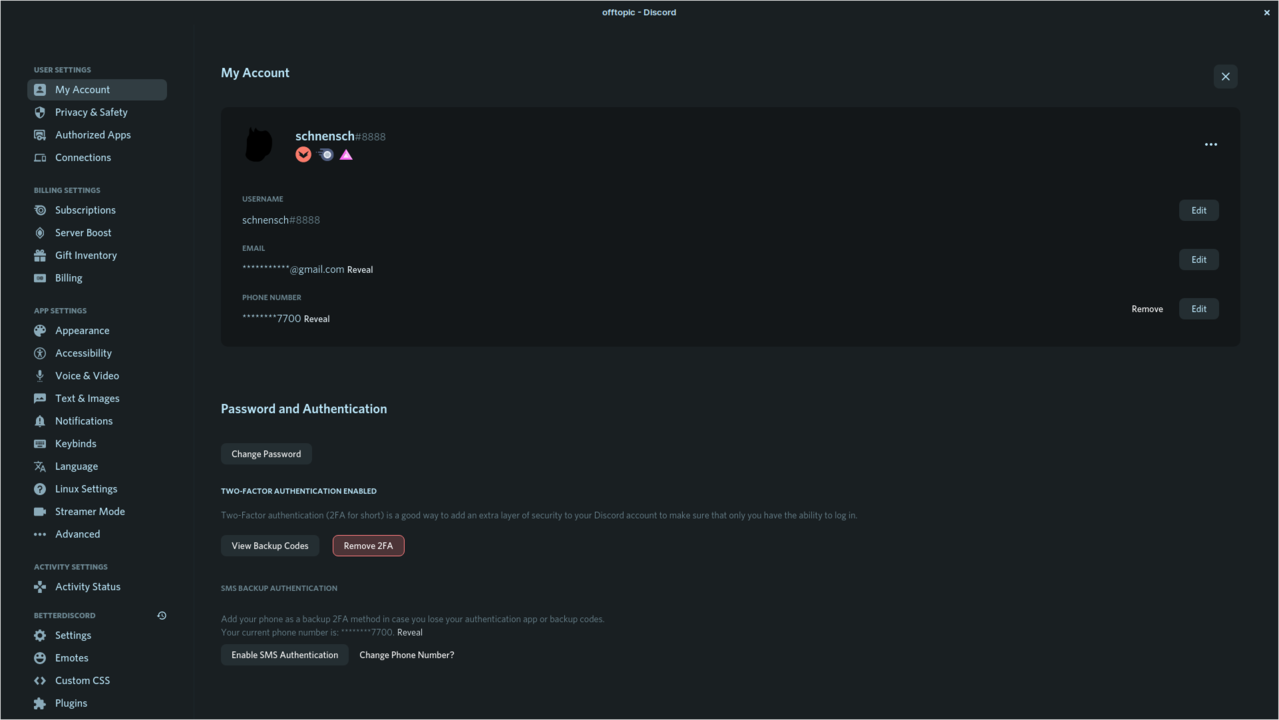 offtopic - Discord
USER SETTINGS
My Account
Privacy & Safety
Authorized Apps
Connections
BILLING SETTINGS
Subscriptions
Server Boost
Gift Inventory
Billing
APP SETTINGS
Appearance
Accessibility
Voice & Video
Text & Images
Notifications
Keybinds
Language
Linux Settings
Streamer Mode
Advanced
ACTIVITY SETTINGS
Activity Status
BETTERDISCORD
Settings
Emotes
Custom CSS
Plugins
My Account
schnensch#8888
USERNAME
schnensch#8888
Edit
EMAIL
***********@gmail.com Reveal
Edit
PHONE NUMBER
********7700 Reveal
Remove
Edit
Password and Authentication
Change Password
TWO-FACTOR AUTHENTICATION ENABLED
Two-Factor authentication (2FA for short) is a good way to add an extra layer of security to your Discord account to make sure that only you have the ability to log in.
View Backup Codes
Remove 2FA
SMS BACKUP AUTHENTICATION
Add your phone as a backup 2FA method in case you lose your authentication app or backup codes.
Your current phone number is: ********7700. Reveal
Enable SMS Authentication
Change Phone Number?